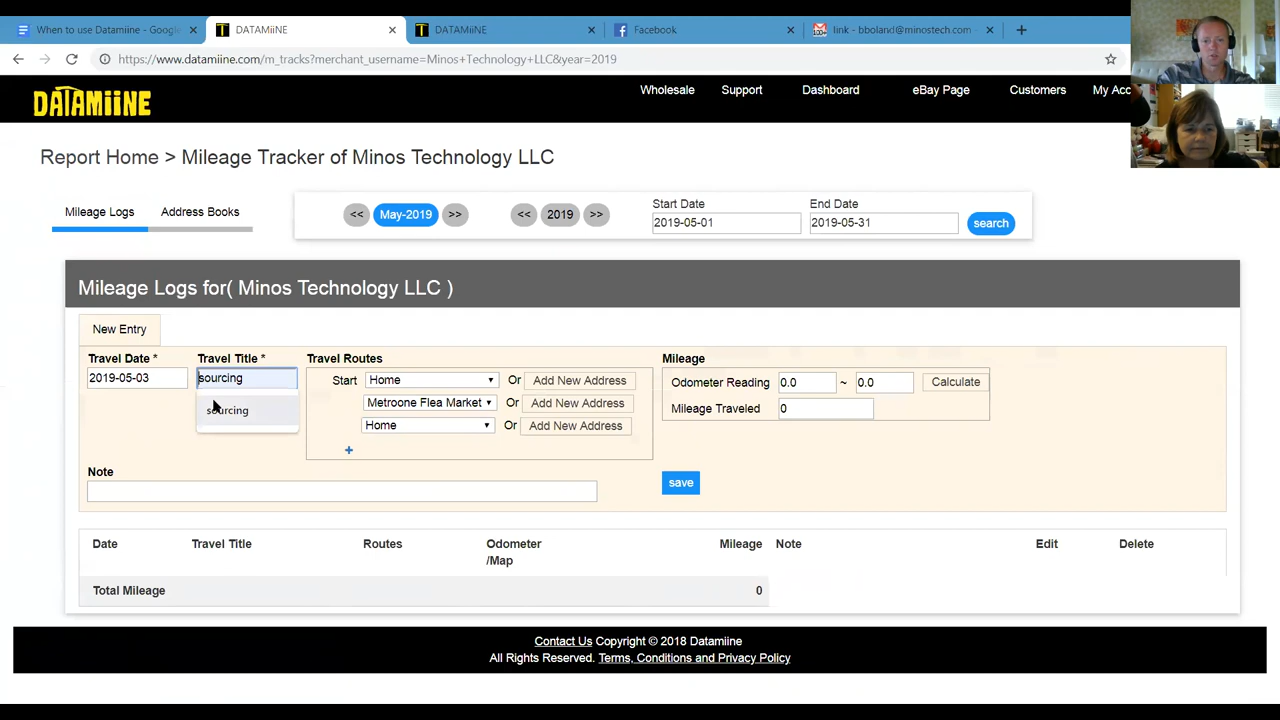 When to use Datamiine - Google
DATAMiiNE
DATAMiiNE
Facebook
link - bboland@minostech.com
https://www.datamiine.com/m_tracks?merchant_username=Minos+Technology+LLC&year=2019
DATAMiiNE
Wholesale Support Dashboard eBay Page Customers My Acc
Report Home > Mileage Tracker of Minos Technology LLC
Mileage Logs Address Books
<< May-2019 >> << 2019 >>
Start Date End Date
2019-05-01 2019-05-31 search
Mileage Logs for( Minos Technology LLC )
New Entry
Travel Date * Travel Title * Travel Routes Mileage
2019-05-03 sourcing Start Home Or Add New Address Odometer Reading 0.0 ~ 0.0 Calculate
sourcing Metroone Flea Market Or Add New Address Mileage Traveled 0
Home Or Add New Address
+
Note
save
Date Travel Title Routes Odometer /Map Mileage Note Edit Delete
Total Mileage 0
Contact Us Copyright © 2018 Datamiine
All Rights Reserved. Terms, Conditions and Privacy Policy